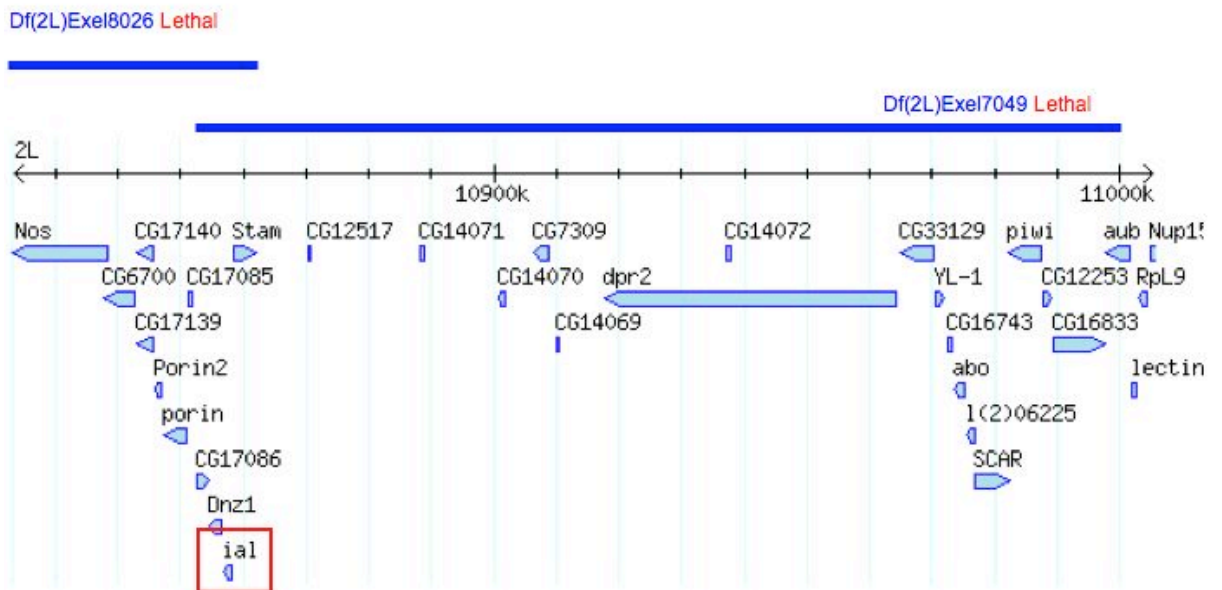 Df(2L)Exel8026 Lethal
Df(2L)Exel7049 Lethal
2L
10900k 11000k
Nos CG17140 Stam CG12517 CG14071 CG7309 CG14072 CG33129 piwi aub Nup15
CG6700 CG17085 CG14070 dpr2 YL-1 CG12253 RpL9
CG17139 CG14069 CG16743 CG16833
Porin2 abo lectin
porin l(2)06225
CG17086 SCAR
Dnz1
ial